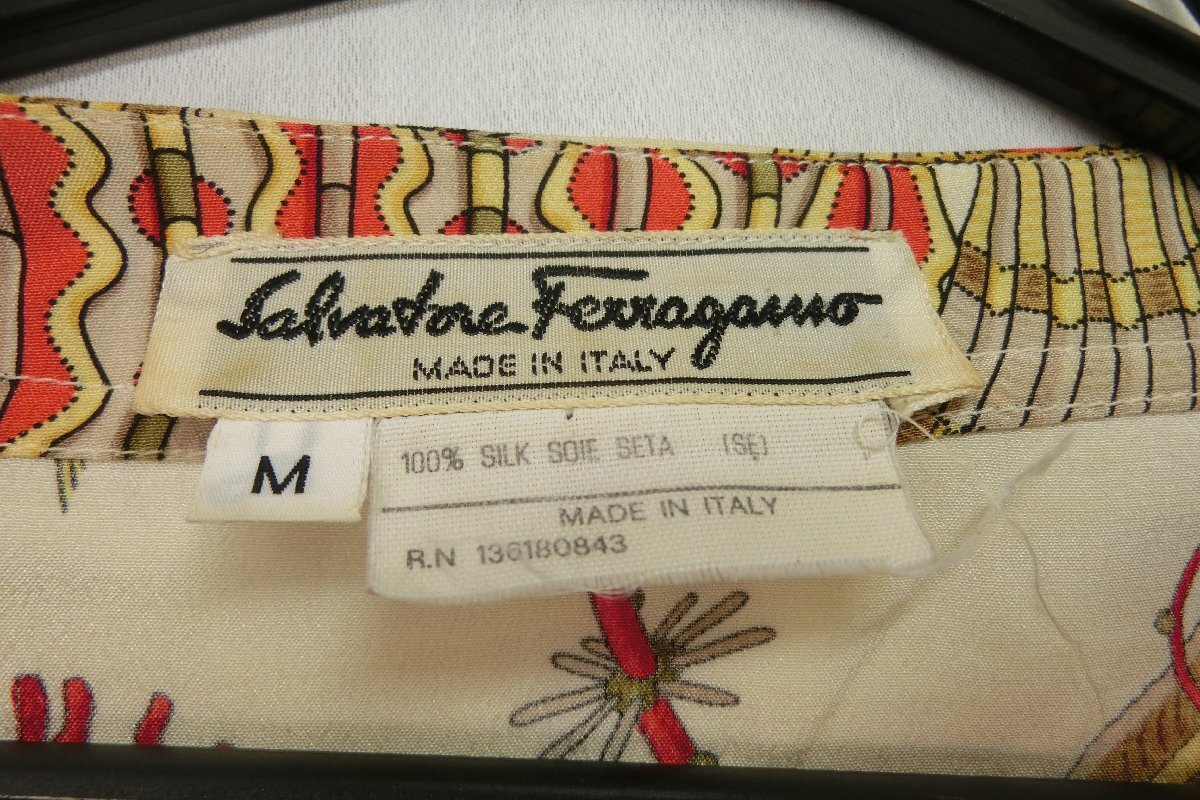 Salvatore Ferragamo
MADE IN ITALY
M
100% SILK SOIE SETA (SE)
MADE IN ITALY
R.N 136180843